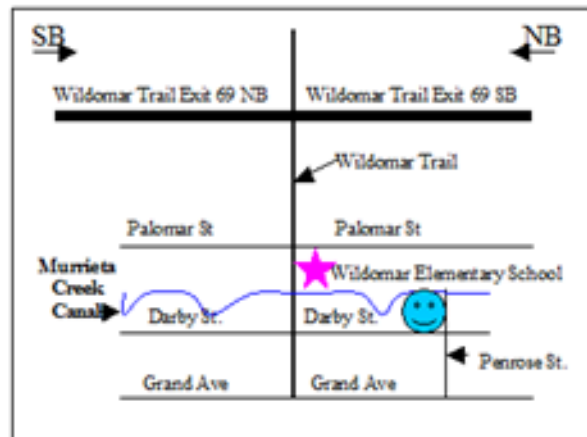 SB
NB
Wildomar Trail Exit 69 NB
Wildomar Trail Exit 69 SB
Wildomar Trail
Palomar St
Palomar St
Murrieta
Creek
Canal
Wildomar Elementary School
Darby St.
Darby St.
Penrose St.
Grand Ave
Grand Ave